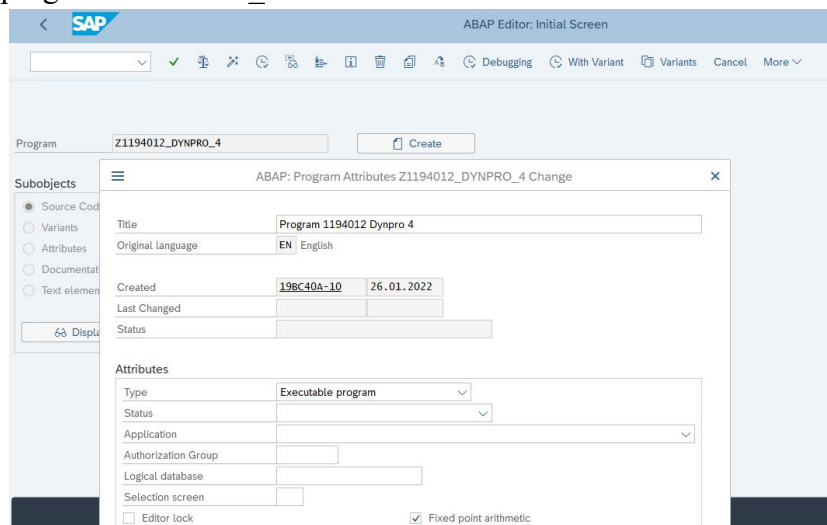 SAP ABAP Editor: Initial Screen
Debugging With Variant Variants Cancel More
Program Z1194012_DYNPRO_4 Create
ABAP: Program Attributes Z1194012_DYNPRO_4 Change
Subobjects
Source Cod
Title Program 1194012 Dynpro 4
Variants
Original language EN English
Attributes
Documentat
Created 19BC40A-10 26.01.2022
Text elemen
Last Changed
Displa
Status
Attributes
Type Executable program
Status
Application
Authorization Group
Logical database
Selection screen
Editor lock Fixed point arithmetic